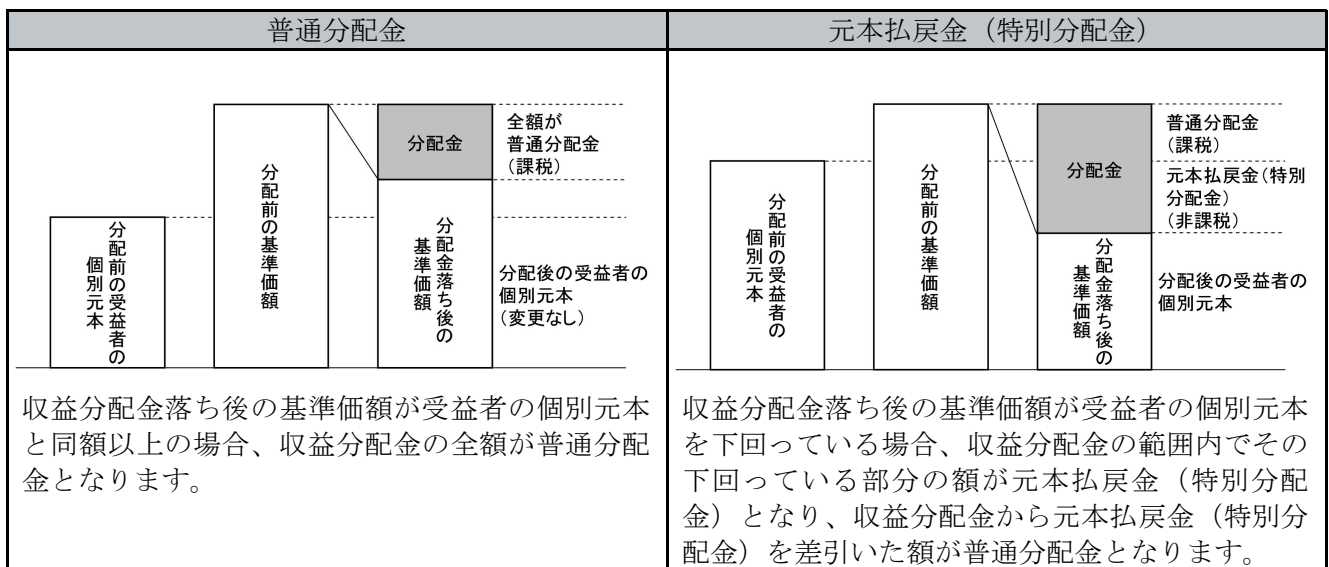 普通分配金
分配前の受益者の
個別元本
分配前の基準価額
分配金
分配金落ち後の
基準価額
全額が
普通分配金
(課税)
分配後の受益者の
個別元本
(変更なし)
収益分配金落ち後の基準価額が受益者の個別元本
と同額以上の場合、収益分配金の全額が普通分配
金となります。
元本払戻金（特別分配金）
分配前の受益者の
個別元本
分配前の基準価額
分配金
分配金落ち後の
基準価額
普通分配金
(課税)
元本払戻金(特別
分配金)
(非課税)
分配後の受益者の
個別元本
収益分配金落ち後の基準価額が受益者の個別元本
を下回っている場合、収益分配金の範囲内でその
下回っている部分の額が元本払戻金（特別分配
金）となり、収益分配金から元本払戻金（特別分
配金）を差引いた額が普通分配金となります。